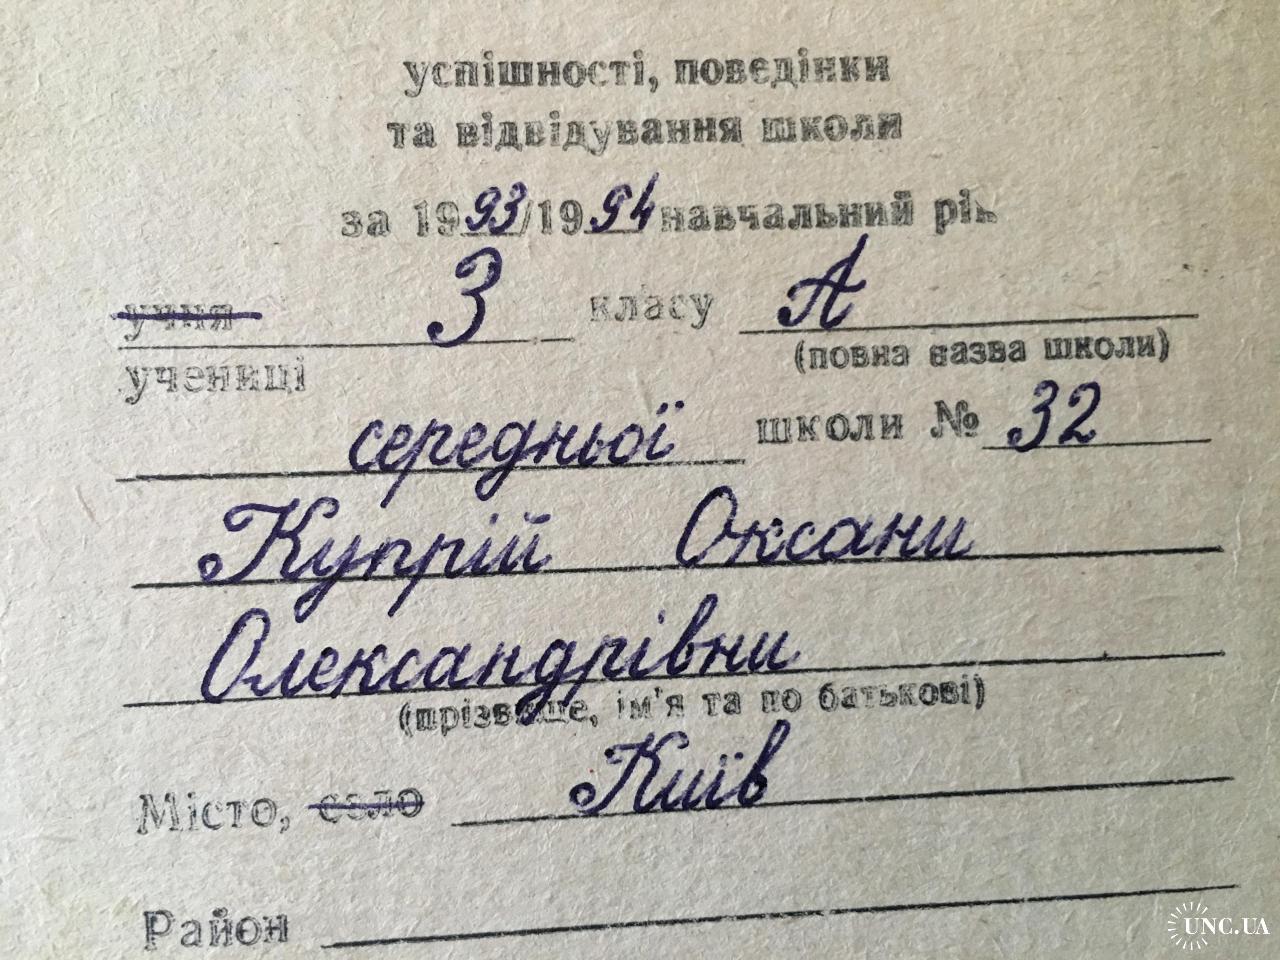 успішності, поведінки
та відвідування школи
за 1993/1994 навчальний рік
учня 3 класу А
учениці (повна назва школи)
середньої школи № 32
Купрій Оксани
Олександрівни
(прізвище, ім'я та по батькові)
Місто, село Київ
Район
UNC.UA